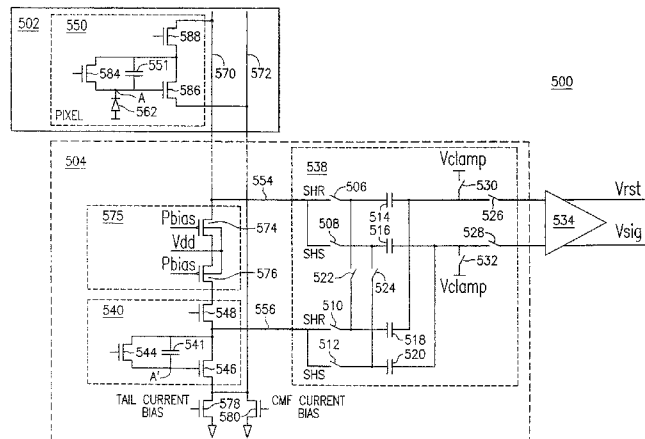 502
550
588
584
551
586
A
562
PIXEL
570
572
500
504
554
538
SHR
506
514
516
Vclamp
530
526
534
Vrst
Vsig
575
Pbias
574
Vdd
Pbias
576
SHS
508
528
532
Vclamp
522
524
548
556
540
SHR
510
518
544
541
546
A'
SHS
512
520
TAIL CURRENT
BIAS
578
580
CMF CURRENT
BIAS